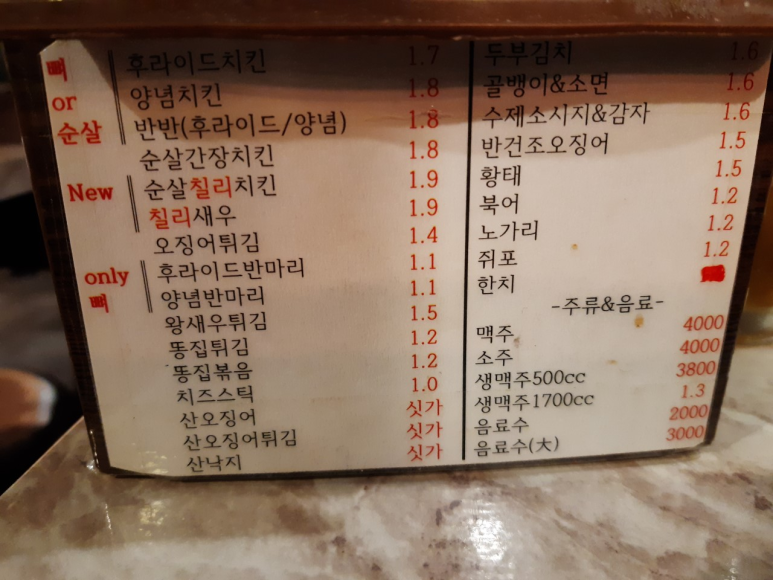 뼈 or 순살
후라이드치킨 1.7
양념치킨 1.8
반반(후라이드/양념) 1.8
순살간장치킨 1.8
New
순살칠리치킨 1.9
칠리새우 1.9
오징어튀김 1.4
only 뼈
후라이드반마리 1.1
양념반마리 1.1
왕새우튀김 1.5
똥집튀김 1.2
똥집볶음 1.2
치즈스틱 1.0
산오징어 싯가
산오징어튀김 싯가
산낙지 싯가
두부김치 1.6
골뱅이&소면 1.6
수제소시지&감자 1.6
반건조오징어 1.5
황태 1.5
북어 1.2
노가리 1.2
쥐포 1.2
한치
-주류&음료-
맥주 4000
소주 4000
생맥주500cc 3800
생맥주1700cc 1.3
음료수 2000
음료수(大) 3000